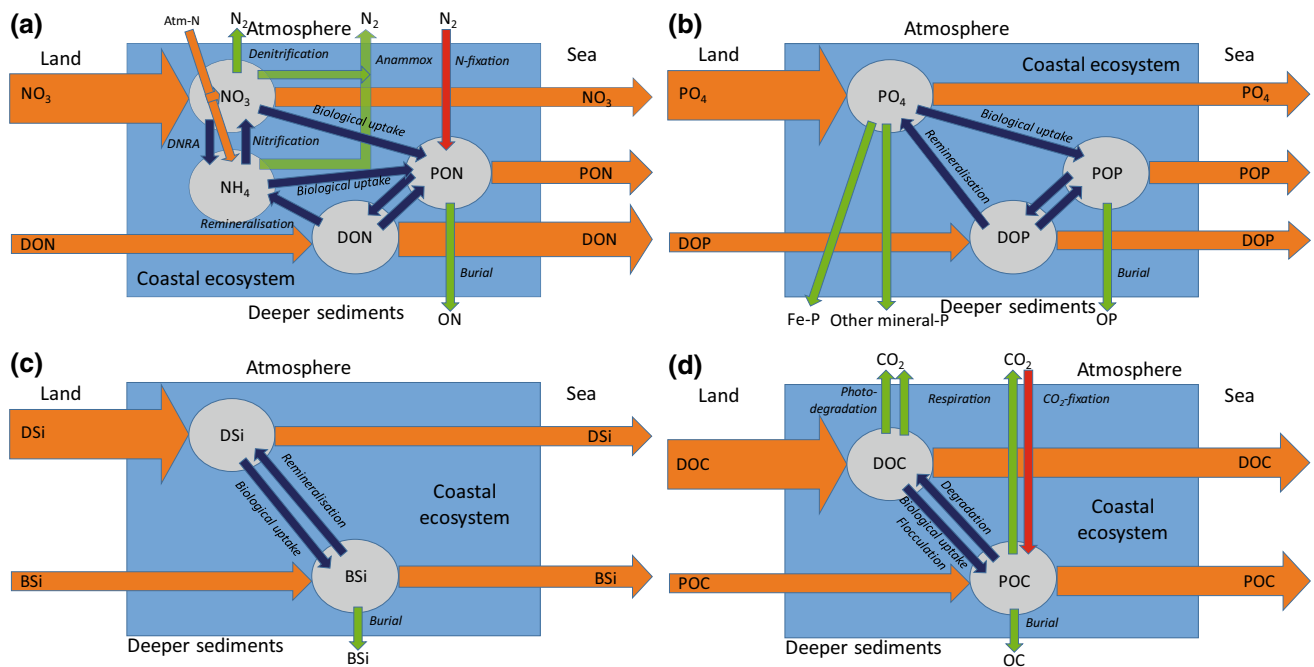 (a)
Atm-N
N2
N2
N2
Atmosphere
Land
Sea
Denitrification
Anammox
N-fixation
NO3
NO3
NO3
Biological uptake
DNRA
Nitrification
NH4
Biological uptake
PON
PON
Remineralisation
DON
DON
DON
Coastal ecosystem
Burial
Deeper sediments
ON
(b)
Atmosphere
Land
Sea
Coastal ecosystem
PO4
PO4
PO4
Biological uptake
Remineralisation
POP
POP
DOP
DOP
DOP
Burial
Deeper sediments
Fe-P
Other mineral-P
OP
(c)
Atmosphere
Land
Sea
DSi
DSi
DSi
Remineralisation
Biological uptake
Coastal
ecosystem
BSi
BSi
BSi
Burial
Deeper sediments
BSi
(d)
CO2
CO2
Atmosphere
Land
Sea
Photo-
degradation
Respiration
CO2-fixation
DOC
DOC
DOC
Degradation
Biological uptake
Flocculation
Coastal
ecosystem
POC
POC
POC
Burial
Deeper sediments
OC